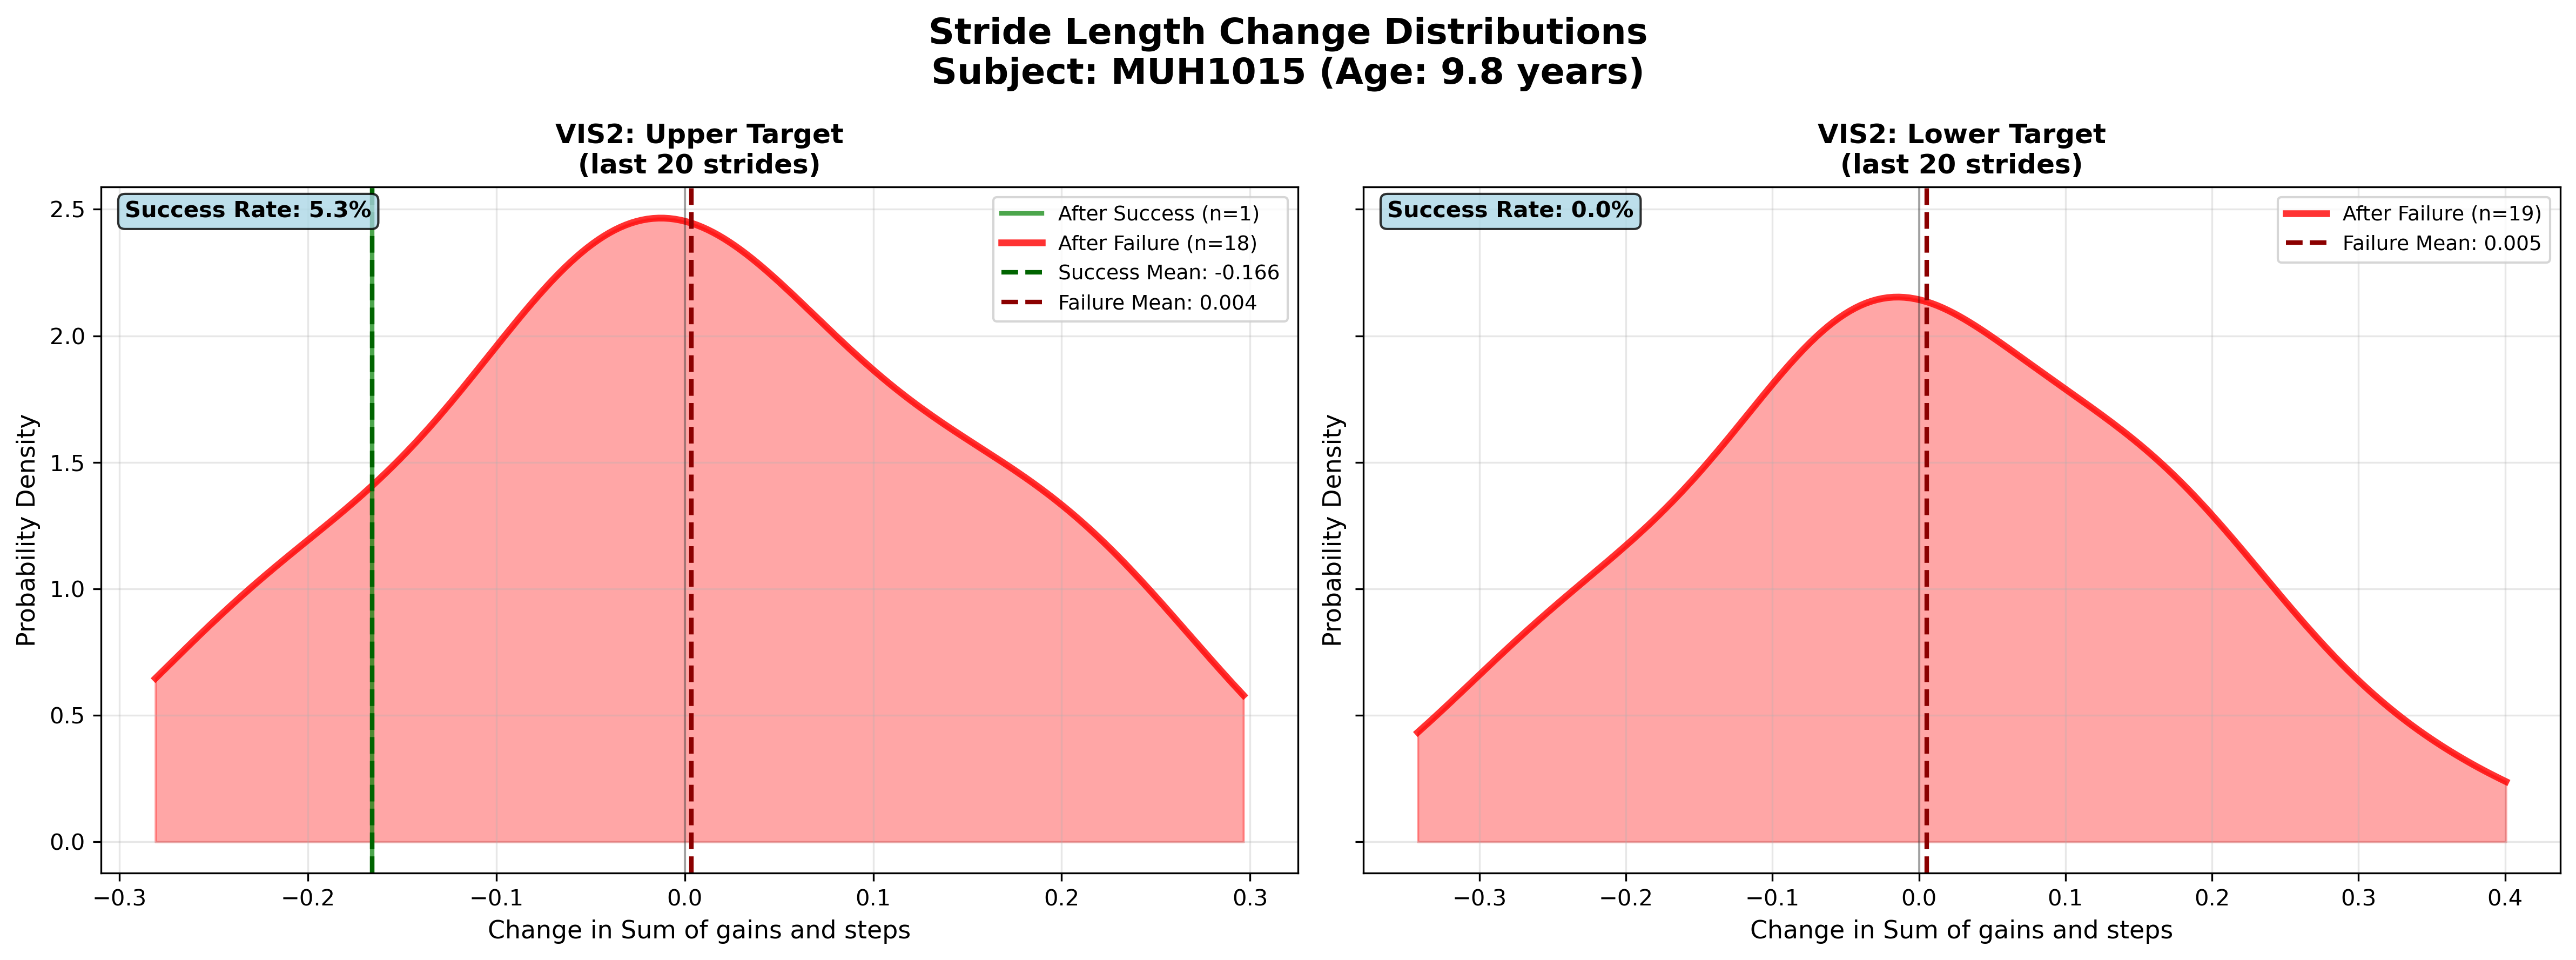 Stride Length Change Distributions
Subject: MUH1015 (Age: 9.8 years)
VIS2: Upper Target
(last 20 strides)
Success Rate: 5.3%
After Success (n=1)
After Failure (n=18)
Success Mean: -0.166
Failure Mean: 0.004
Probability Density
2.5
2.0
1.5
1.0
0.5
0.0
−0.3 −0.2 −0.1 0.0 0.1 0.2 0.3
Change in Sum of gains and steps
VIS2: Lower Target
(last 20 strides)
Success Rate: 0.0%
After Failure (n=19)
Failure Mean: 0.005
Probability Density
−0.3 −0.2 −0.1 0.0 0.1 0.2 0.3 0.4
Change in Sum of gains and steps